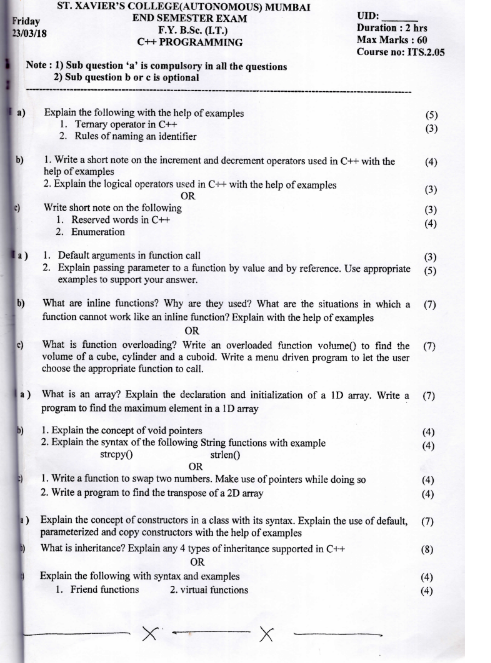 ST. XAVIER'S COLLEGE(AUTONOMOUS) MUMBAI
Friday END SEMESTER EXAM UID:
23/03/18 F.Y. B.Sc. (I.T.) Duration : 2 hrs
C++ PROGRAMMING Max Marks : 60
Course no: ITS.2.05
Note : 1) Sub question 'a' is compulsory in all the questions
2) Sub question b or c is optional
a) Explain the following with the help of examples (5)
1. Ternary operator in C++ (3)
2. Rules of naming an identifier
b) 1. Write a short note on the increment and decrement operators used in C++ with the (4)
help of examples
2. Explain the logical operators used in C++ with the help of examples (3)
OR
c) Write short note on the following (3)
1. Reserved words in C++ (4)
2. Enumeration
a ) 1. Default arguments in function call (3)
2. Explain passing parameter to a function by value and by reference. Use appropriate (5)
examples to support your answer.
b) What are inline functions? Why are they used? What are the situations in which a (7)
function cannot work like an inline function? Explain with the help of examples
OR
c) What is function overloading? Write an overloaded function volume() to find the (7)
volume of a cube, cylinder and a cuboid. Write a menu driven program to let the user
choose the appropriate function to call.
a ) What is an array? Explain the declaration and initialization of a 1D array. Write a (7)
program to find the maximum element in a 1D array
b) 1. Explain the concept of void pointers (4)
2. Explain the syntax of the following String functions with example (4)
strcpy() strlen()
OR
c) 1. Write a function to swap two numbers. Make use of pointers while doing so (4)
2. Write a program to find the transpose of a 2D array (4)
a ) Explain the concept of constructors in a class with its syntax. Explain the use of default, (7)
parameterized and copy constructors with the help of examples
b) What is inheritance? Explain any 4 types of inheritance supported in C++ (8)
OR
Explain the following with syntax and examples (4)
1. Friend functions 2. virtual functions (4)